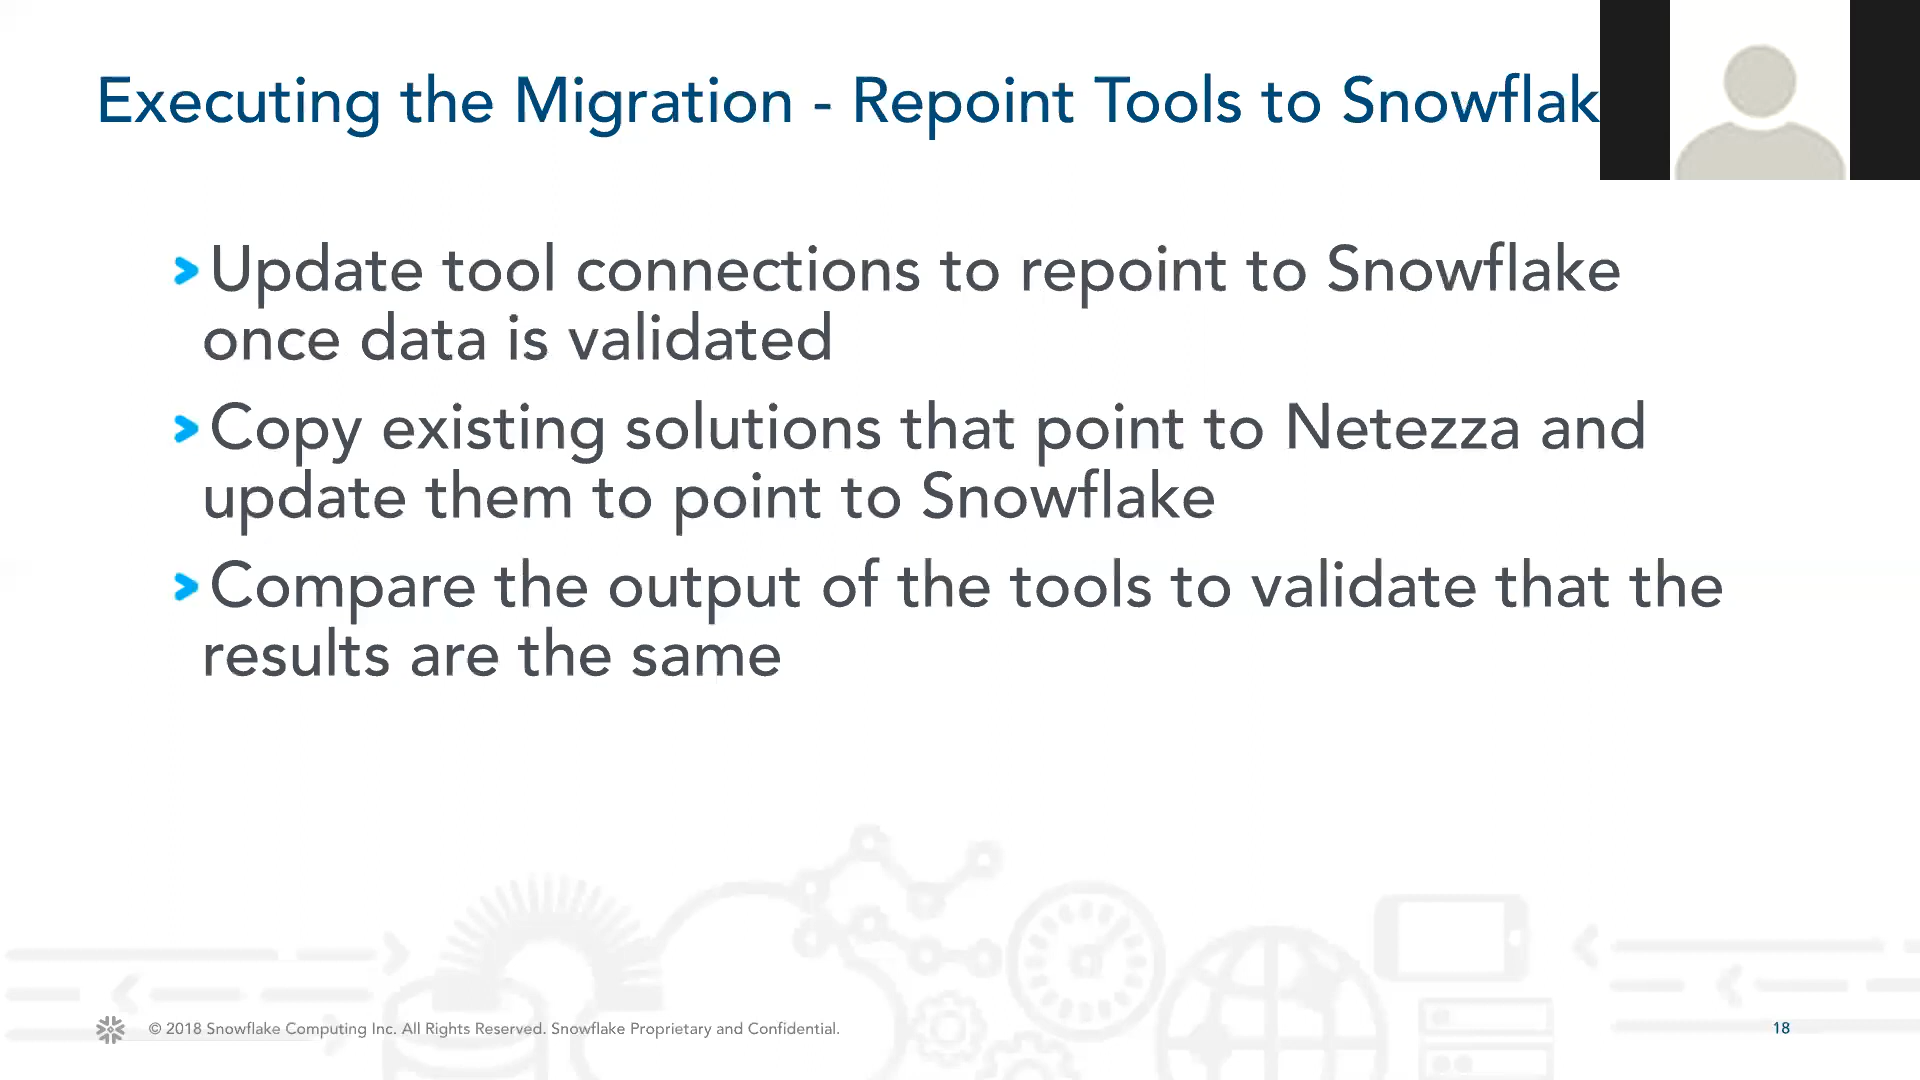 Executing the Migration - Repoint Tools to Snowflak
Update tool connections to repoint to Snowflake
once data is validated
Copy existing solutions that point to Netezza and
update them to point to Snowflake
Compare the output of the tools to validate that the
results are the same
© 2018 Snowflake Computing Inc. All Rights Reserved. Snowflake Proprietary and Confidential.
18